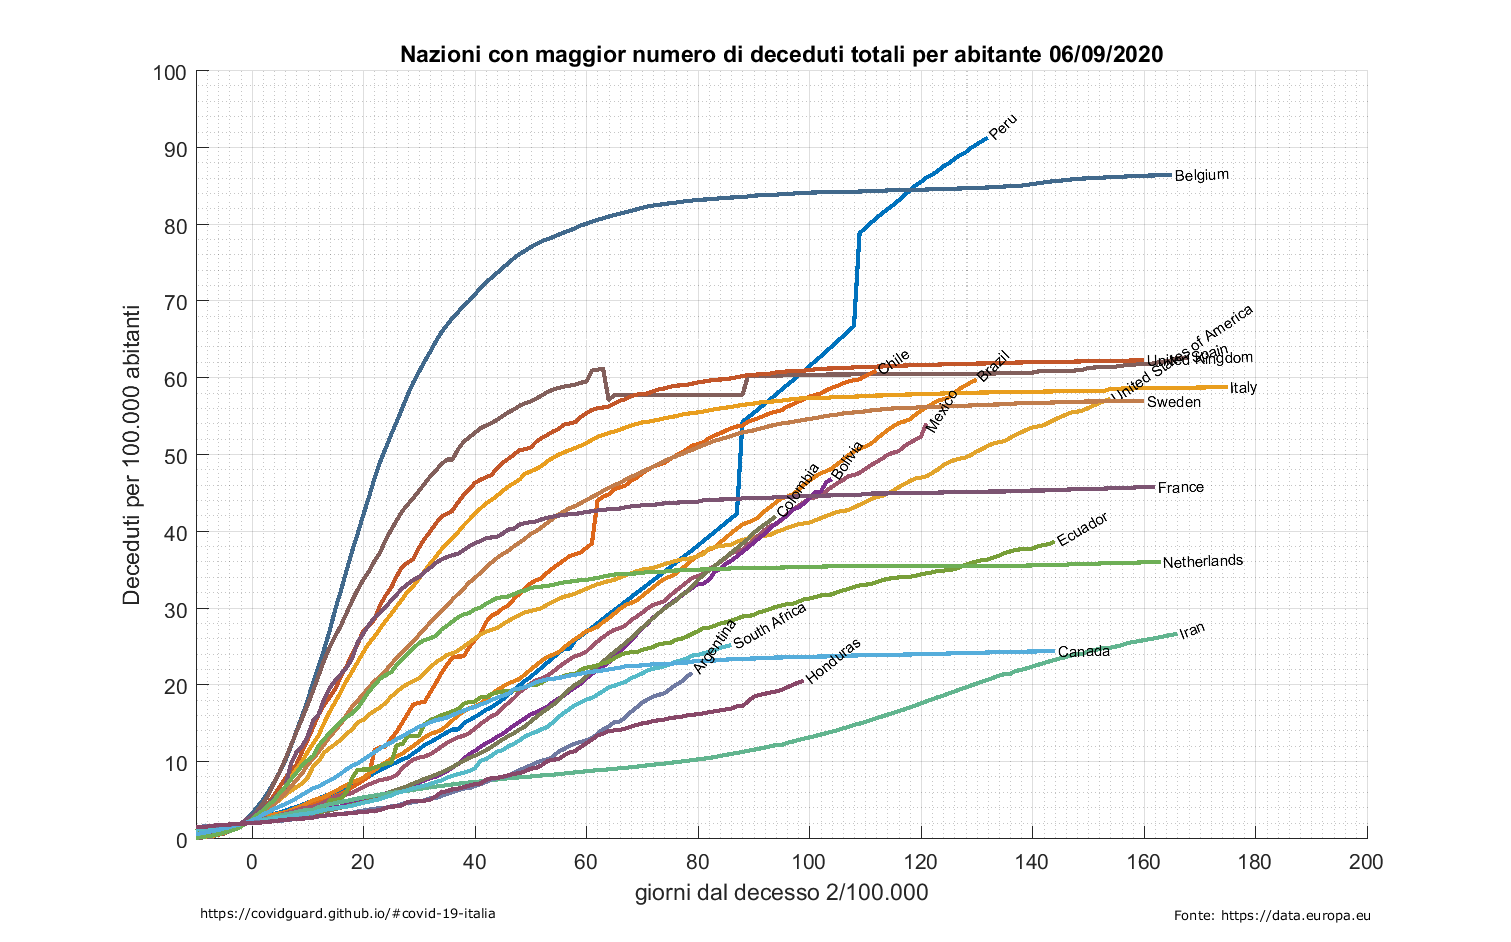 Nazioni con maggior numero di deceduti totali per abitante 06/09/2020
100
90
80
70
60
50
40
30
20
10
0
Deceduti per 100.000 abitanti
Peru
Belgium
United States of America
Chile
Brazil
Spain
United Kingdom
Italy
Mexico
Sweden
Bolivia
Colombia
France
Ecuador
Netherlands
Argentina
South Africa
Honduras
Iran
Canada
0 20 40 60 80 100 120 140 160 180 200
giorni dal decesso 2/100.000
https://covidguard.github.io/#covid-19-italia
Fonte: https://data.europa.eu